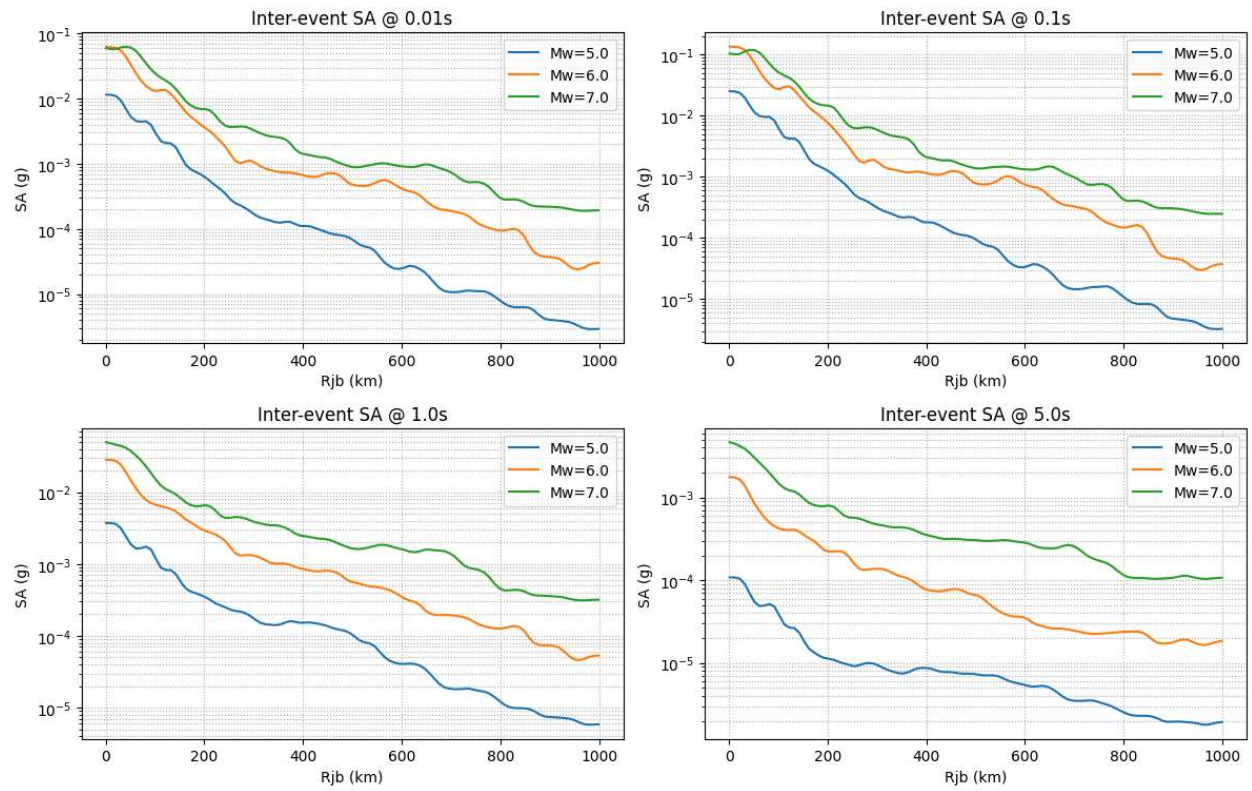 Inter-event SA @ 0.01s
SA (g)
10⁻¹
10⁻²
10⁻³
10⁻⁴
10⁻⁵
0 200 400 600 800 1000
Rjb (km)
Mw=5.0
Mw=6.0
Mw=7.0
Inter-event SA @ 0.1s
SA (g)
10⁻¹
10⁻²
10⁻³
10⁻⁴
10⁻⁵
0 200 400 600 800 1000
Rjb (km)
Mw=5.0
Mw=6.0
Mw=7.0
Inter-event SA @ 1.0s
SA (g)
10⁻²
10⁻³
10⁻⁴
10⁻⁵
0 200 400 600 800 1000
Rjb (km)
Mw=5.0
Mw=6.0
Mw=7.0
Inter-event SA @ 5.0s
SA (g)
10⁻³
10⁻⁴
10⁻⁵
0 200 400 600 800 1000
Rjb (km)
Mw=5.0
Mw=6.0
Mw=7.0